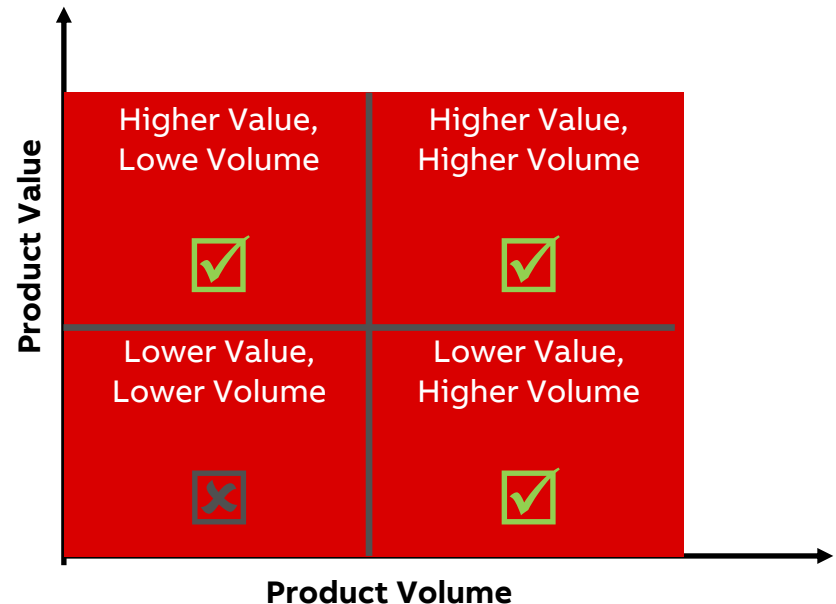 Higher Value,
Lowe Volume
Higher Value,
Higher Volume
Product Value
Lower Value,
Lower Volume
Lower Value,
Higher Volume
Product Volume